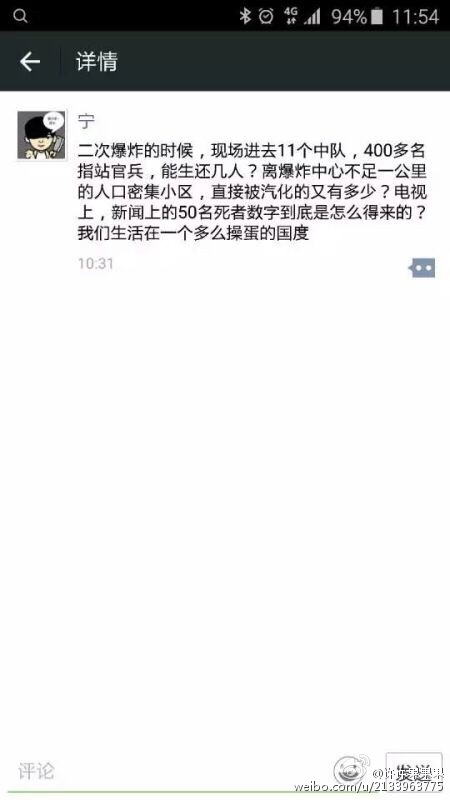 4G
94%
11:54
详情
宁
二次爆炸的时候，现场进去11个中队，400多名
指站官兵，能生还几人？离爆炸中心不足一公里
的人口密集小区，直接被汽化的又有多少？电视
上，新闻上的50名死者数字到底是怎么得来的？
我们生活在一个多么操蛋的国度
10:31
评论
发送
weibo.com/u/2133963775